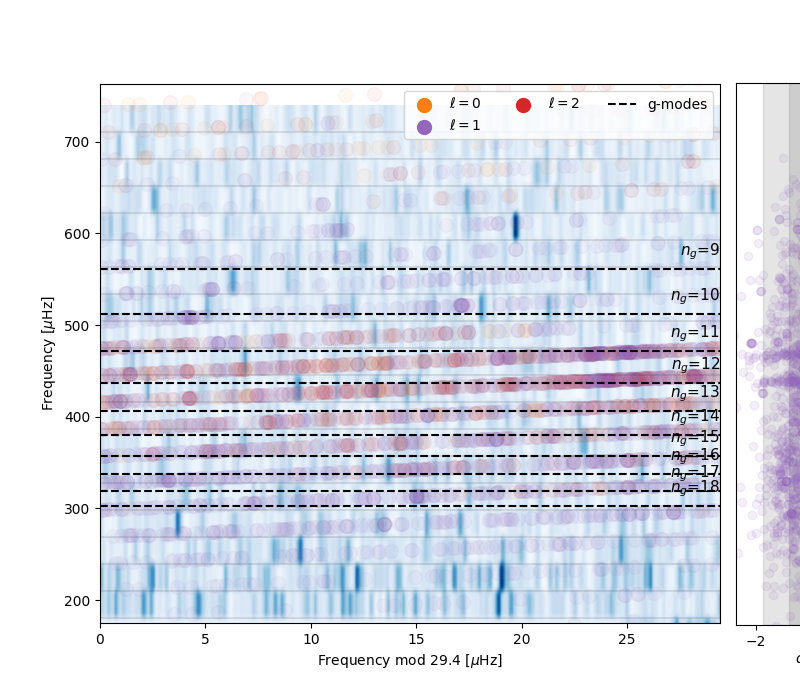 ℓ = 0 ℓ = 2 g-modes
ℓ = 1
700
600
500
400
300
200
n_g=9
n_g=10
n_g=11
n_g=12
n_g=13
n_g=14
n_g=15
n_g=16
n_g=17
n_g=18
Frequency [μHz]
0 5 10 15 20 25
−2
Frequency mod 29.4 [μHz]